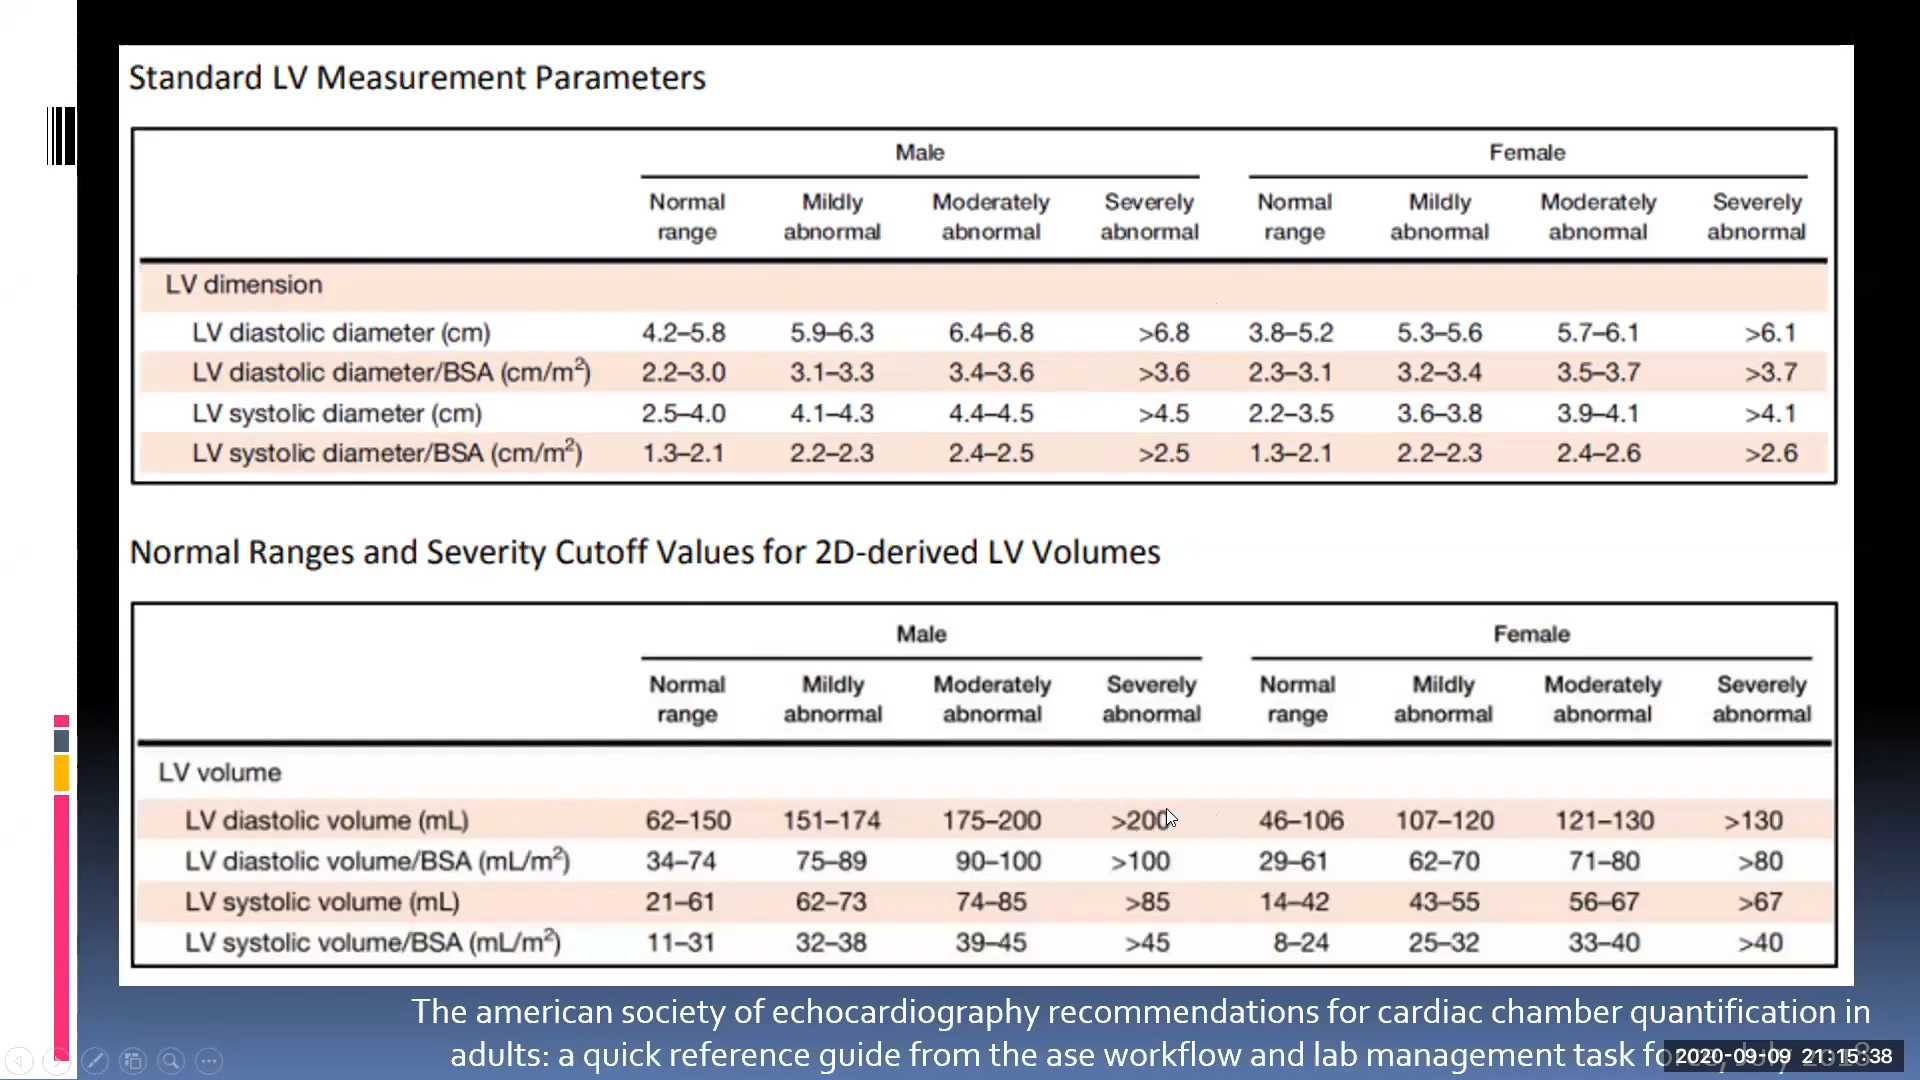 Standard LV Measurement Parameters
Male Female
Normal range Mildly abnormal Moderately abnormal Severely abnormal Normal range Mildly abnormal Moderately abnormal Severely abnormal
LV dimension
LV diastolic diameter (cm) 4.2–5.8 5.9–6.3 6.4–6.8 >6.8 3.8–5.2 5.3–5.6 5.7–6.1 >6.1
LV diastolic diameter/BSA (cm/m²) 2.2–3.0 3.1–3.3 3.4–3.6 >3.6 2.3–3.1 3.2–3.4 3.5–3.7 >3.7
LV systolic diameter (cm) 2.5–4.0 4.1–4.3 4.4–4.5 >4.5 2.2–3.5 3.6–3.8 3.9–4.1 >4.1
LV systolic diameter/BSA (cm/m²) 1.3–2.1 2.2–2.3 2.4–2.5 >2.5 1.3–2.1 2.2–2.3 2.4–2.6 >2.6
Normal Ranges and Severity Cutoff Values for 2D-derived LV Volumes
Male Female
Normal range Mildly abnormal Moderately abnormal Severely abnormal Normal range Mildly abnormal Moderately abnormal Severely abnormal
LV volume
LV diastolic volume (mL) 62–150 151–174 175–200 >200 46–106 107–120 121–130 >130
LV diastolic volume/BSA (mL/m²) 34–74 75–89 90–100 >100 29–61 62–70 71–80 >80
LV systolic volume (mL) 21–61 62–73 74–85 >85 14–42 43–55 56–67 >67
LV systolic volume/BSA (mL/m²) 11–31 32–38 39–45 >45 8–24 25–32 33–40 >40
The american society of echocardiography recommendations for cardiac chamber quantification in
adults: a quick reference guide from the ase workflow and lab management task
2020-09-09 21:15:38